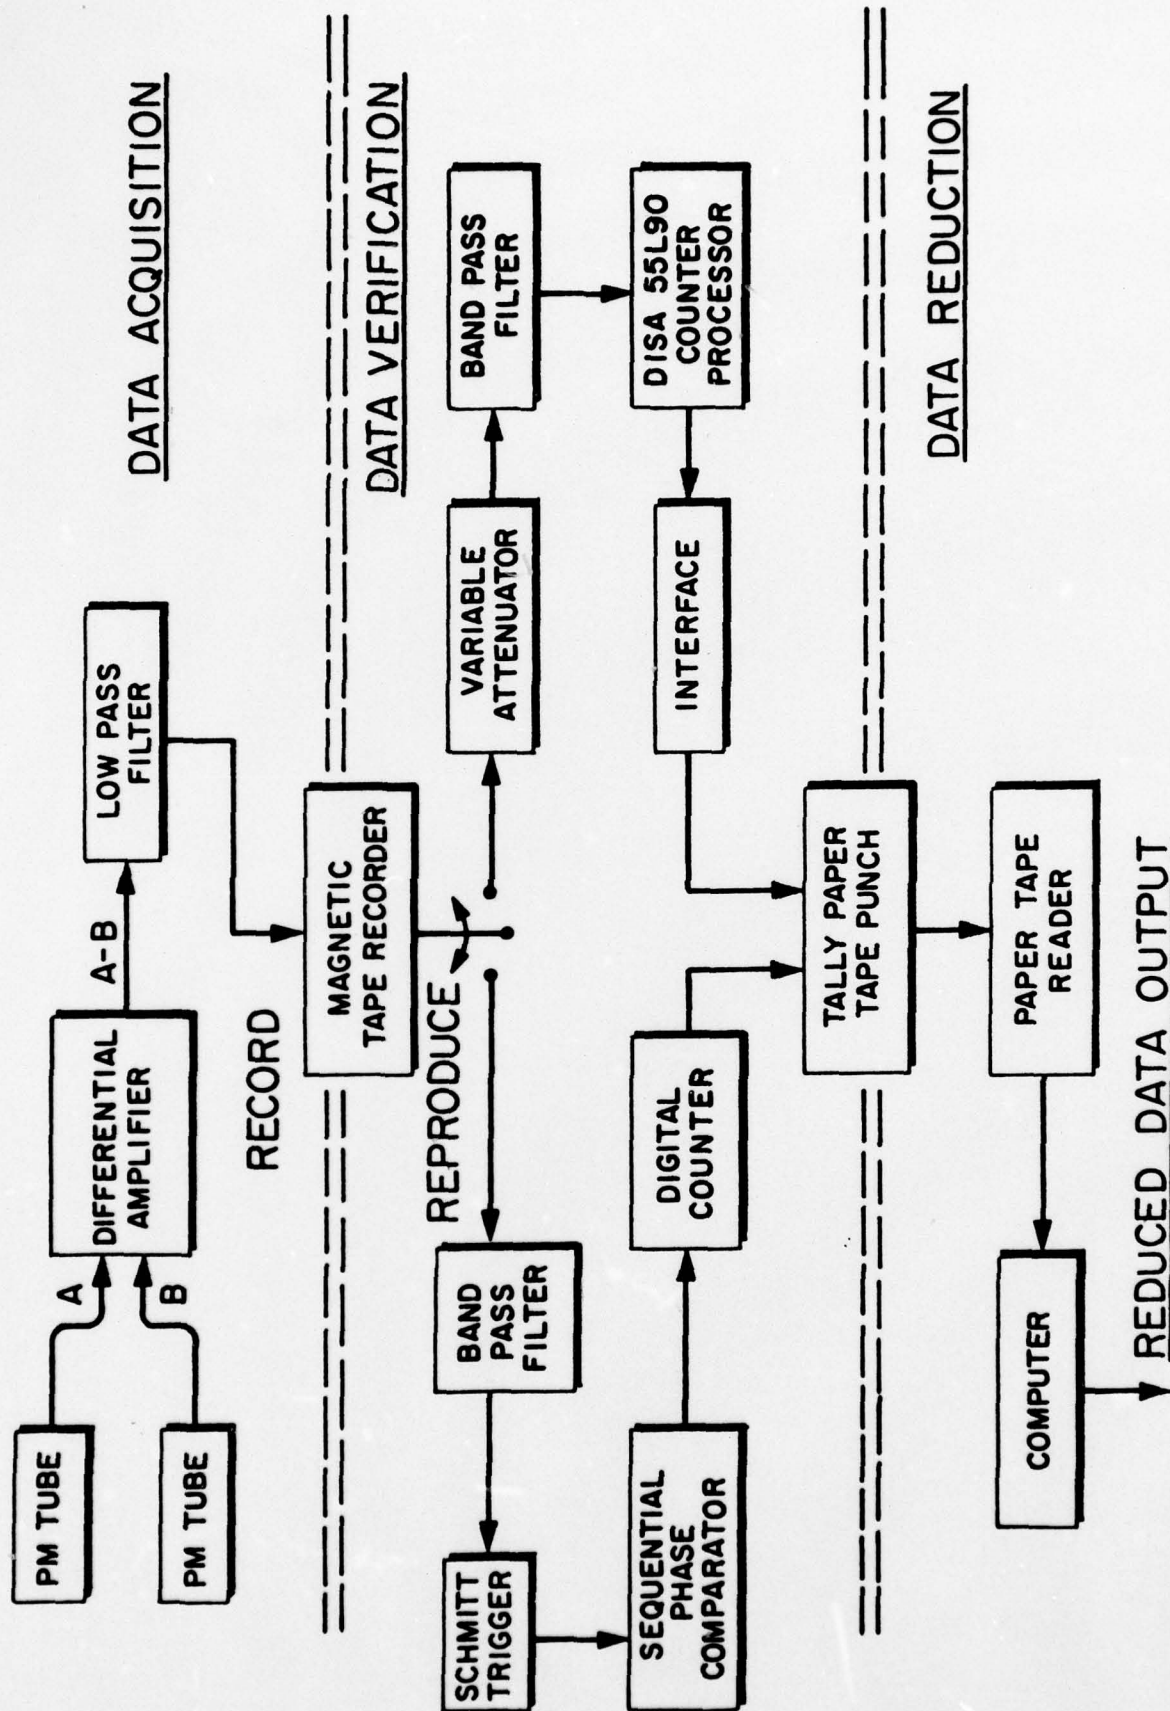 DATA ACQUISITION
PM TUBE
PM TUBE
A
B
DIFFERENTIAL
AMPLIFIER
A-B
LOW PASS
FILTER
RECORD
DATA VERIFICATION
MAGNETIC
TAPE RECORDER
REPRODUCE
SCHMITT
TRIGGER
BAND
PASS
FILTER
VARIABLE
ATTENUATOR
BAND PASS
FILTER
SEQUENTIAL
PHASE
COMPARATOR
DIGITAL
COUNTER
INTERFACE
DISA 55L90
COUNTER
PROCESSOR
TALLY PAPER
TAPE PUNCH
DATA REDUCTION
COMPUTER
PAPER TAPE
READER
REDUCED DATA OUTPUT